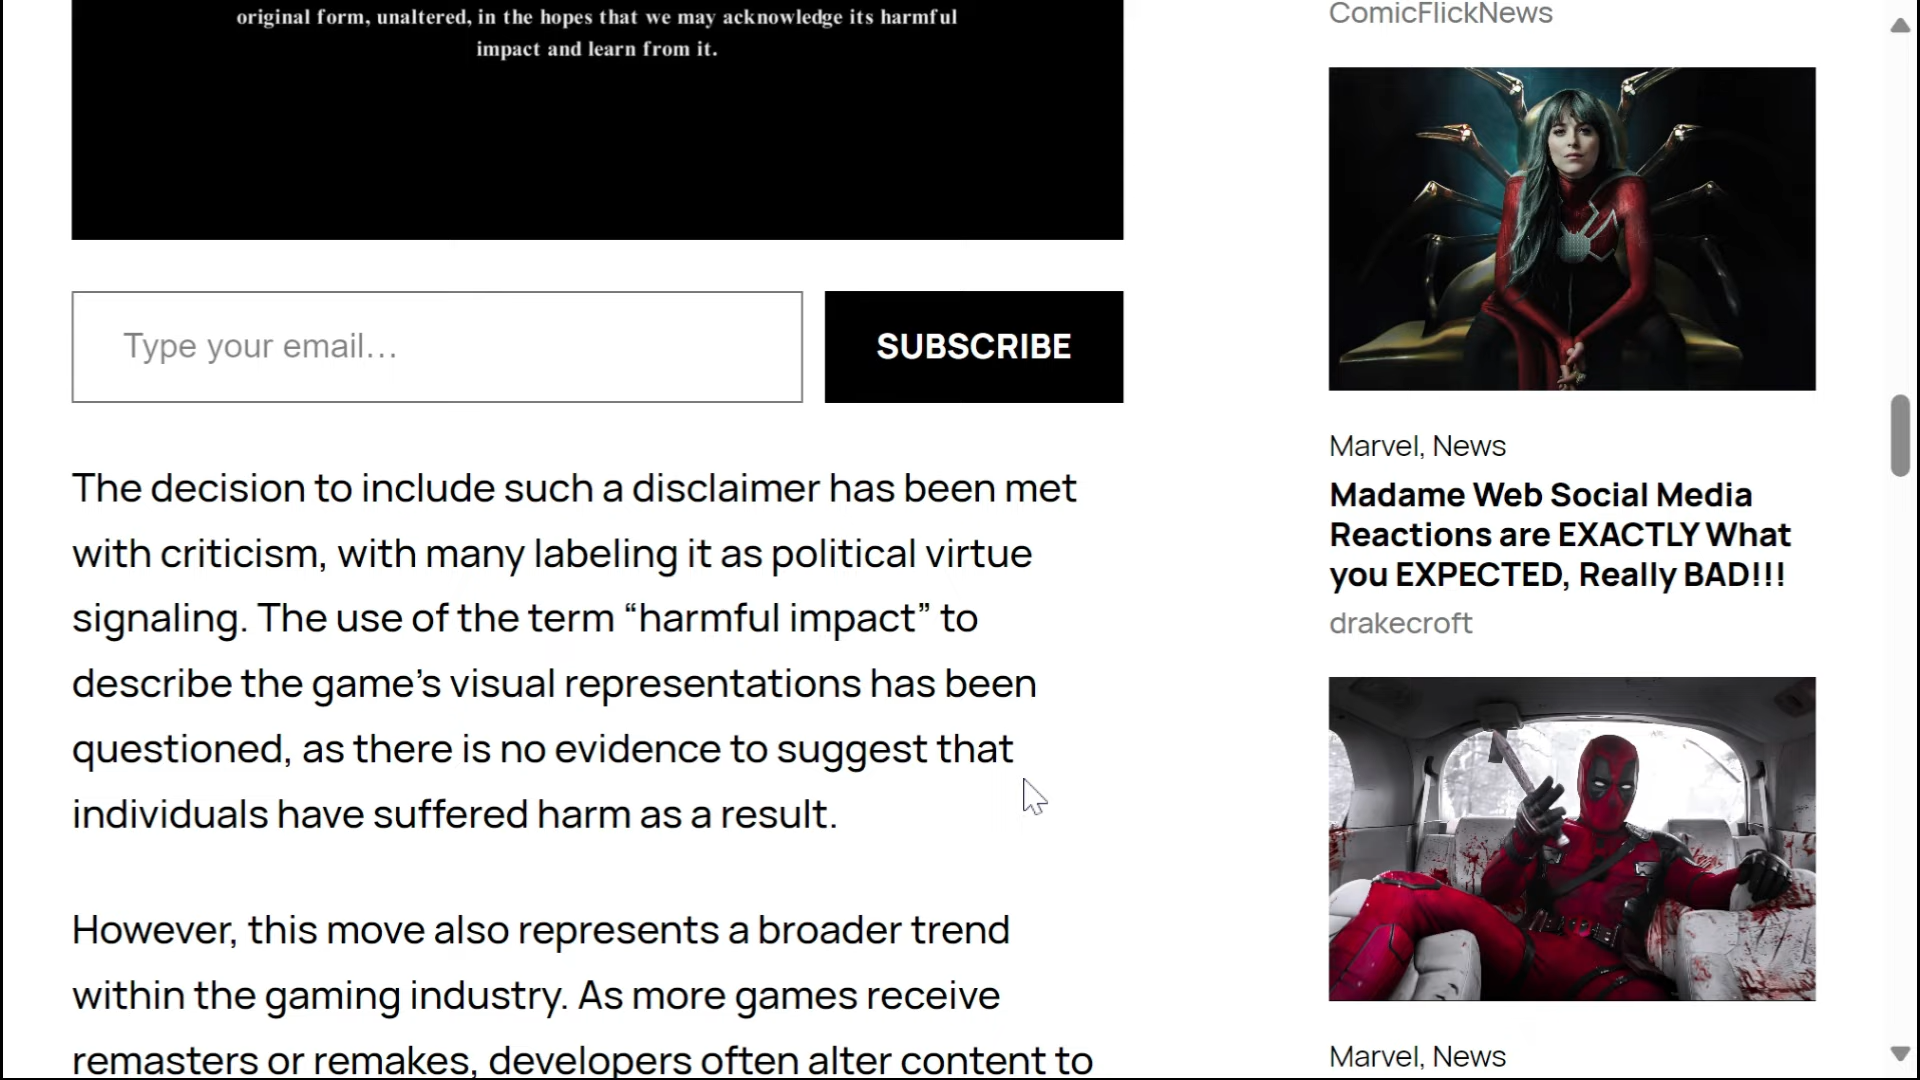 original form, unaltered, in the hopes that we may acknowledge its harmful
impact and learn from it.
Type your email…
SUBSCRIBE
The decision to include such a disclaimer has been met
with criticism, with many labeling it as political virtue
signaling. The use of the term “harmful impact” to
describe the game’s visual representations has been
questioned, as there is no evidence to suggest that
individuals have suffered harm as a result.
However, this move also represents a broader trend
within the gaming industry. As more games receive
remasters or remakes, developers often alter content to
ComicFlickNews
Marvel, News
Madame Web Social Media
Reactions are EXACTLY What
you EXPECTED, Really BAD!!!
drakecroft
Marvel, News